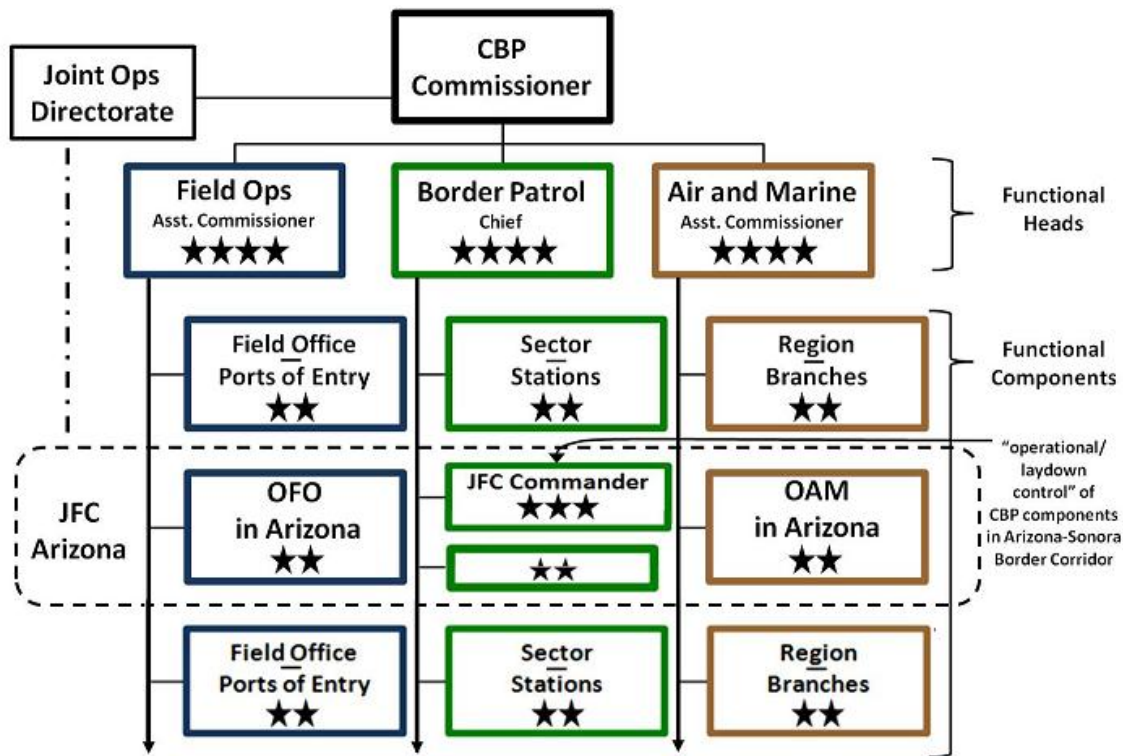 CBP
Commissioner
Joint Ops
Directorate
Field Ops
Asst. Commissioner
★★★★
Border Patrol
Chief
★★★★
Air and Marine
Asst. Commissioner
★★★★
Functional
Heads
Field Office
Ports of Entry
★★
Sector
Stations
★★
Region
Branches
★★
Functional
Components
JFC
Arizona
OFO
in Arizona
★★
JFC Commander
★★★
★★
OAM
in Arizona
★★
“operational/
laydown
control” of
CBP components
in Arizona-Sonora
Border Corridor
Field Office
Ports of Entry
★★
Sector
Stations
★★
Region
Branches
★★